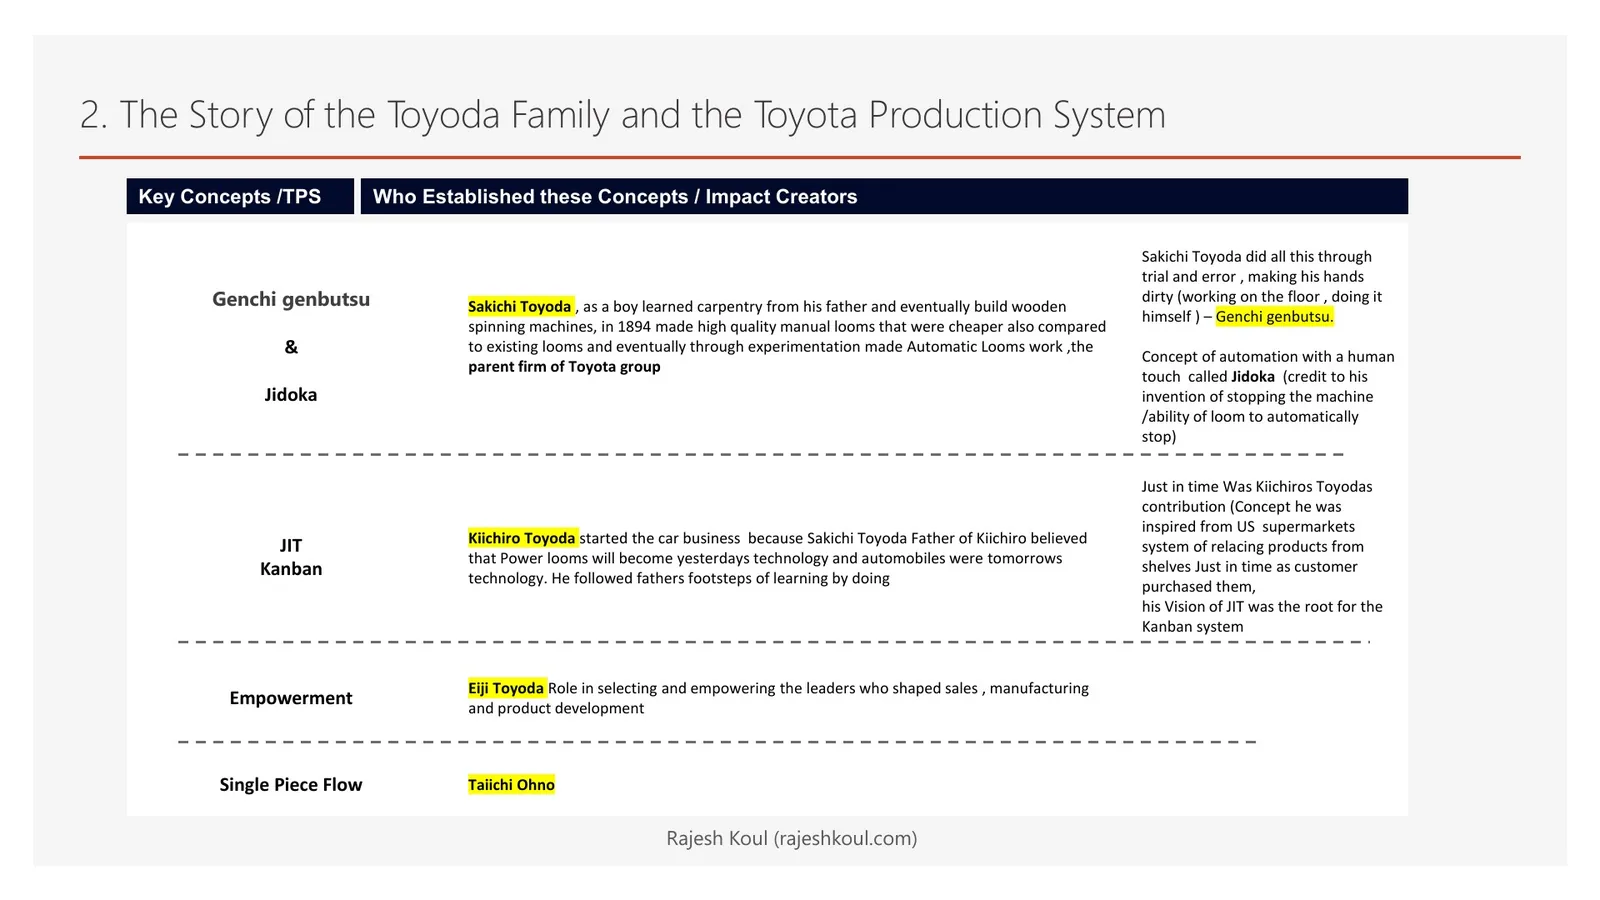 2. The Story of the Toyoda Family and the Toyota Production System
Key Concepts /TPS
Who Established these Concepts / Impact Creators
Genchi genbutsu
&
Jidoka
Sakichi Toyoda , as a boy learned carpentry from his father and eventually build wooden
spinning machines, in 1894 made high quality manual looms that were cheaper also compared
to existing looms and eventually through experimentation made Automatic Looms work ,the
parent firm of Toyota group
Sakichi Toyoda did all this through
trial and error , making his hands
dirty (working on the floor , doing it
himself ) – Genchi genbutsu.
Concept of automation with a human
touch called Jidoka (credit to his
invention of stopping the machine
/ability of loom to automatically
stop)
JIT
Kanban
Kiichiro Toyoda started the car business because Sakichi Toyoda Father of Kiichiro believed
that Power looms will become yesterdays technology and automobiles were tomorrows
technology. He followed fathers footsteps of learning by doing
Just in time Was Kiichiros Toyodas
contribution (Concept he was
inspired from US supermarkets
system of relacing products from
shelves Just in time as customer
purchased them,
his Vision of JIT was the root for the
Kanban system
Empowerment
Eiji Toyoda Role in selecting and empowering the leaders who shaped sales , manufacturing
and product development
Single Piece Flow
Taiichi Ohno
Rajesh Koul (rajeshkoul.com)